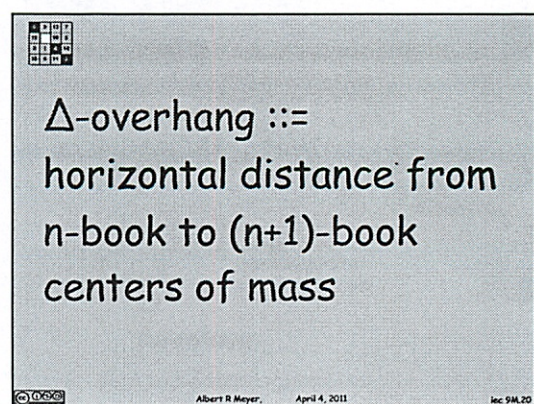 Δ-overhang ::=
horizontal distance from
n-book to (n+1)-book
centers of mass
Albert R Meyer, April 4, 2011 lec 9M.20